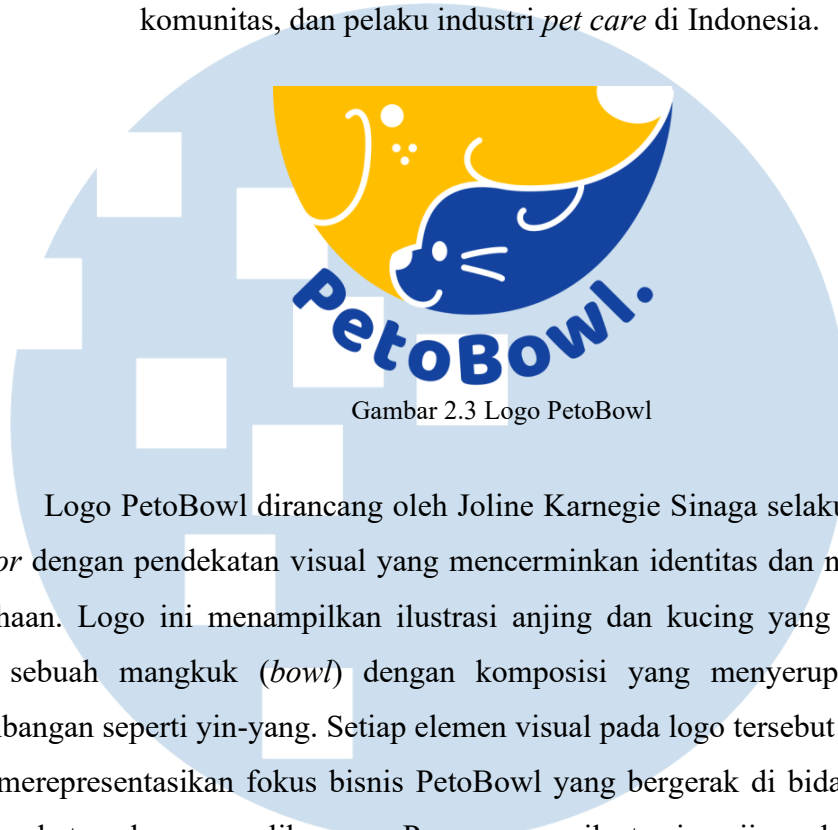 komunitas, dan pelaku industri pet care di Indonesia.
PetoBowl.
Gambar 2.3 Logo PetoBowl
Logo PetoBowl dirancang oleh Joline Karnegie Sinaga selaku
or dengan pendekatan visual yang mencerminkan identitas dan n
haan. Logo ini menampilkan ilustrasi anjing dan kucing yang
sebuah mangkuk (bowl) dengan komposisi yang menyerup
mbangan seperti yin-yang. Setiap elemen visual pada logo tersebut
merepresentasikan fokus bisnis PetoBowl yang bergerak di bida